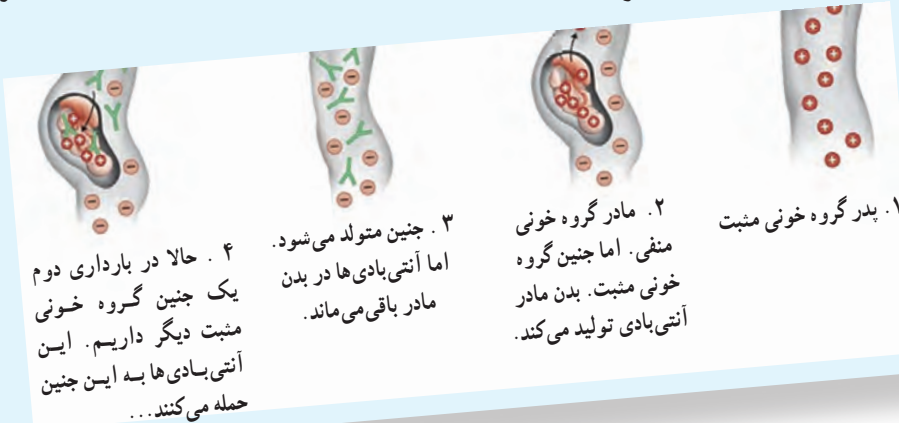 ۱. پدر گروه خونی مثبت
۲. مادر گروه خونی
منفی. اما جنین گروه
خونی مثبت. بدن مادر
آنتی‌بادی تولید می‌کند.
۳. جنین متولد می‌شود.
اما آنتی‌بادی‌ها در بدن
مادر باقی‌می‌ماند.
۴. حالا در بارداری دوم
یک جنین گروه خونی
مثبت دیگر داریم. این
آنتی‌بادی‌ها به این جنین
حمله می‌کنند...